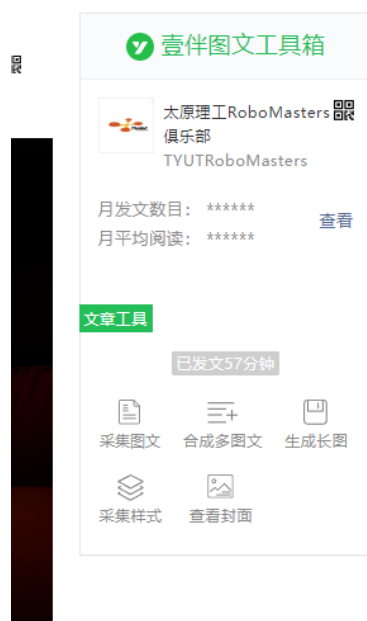 壹伴图文工具箱
太原理工RoboMasters
俱乐部
TYUTRoboMasters
月发文数目： ******
查看
月平均阅读： ******
文章工具
已发文57分钟
采集图文 合成多图文 生成长图
采集样式 查看封面